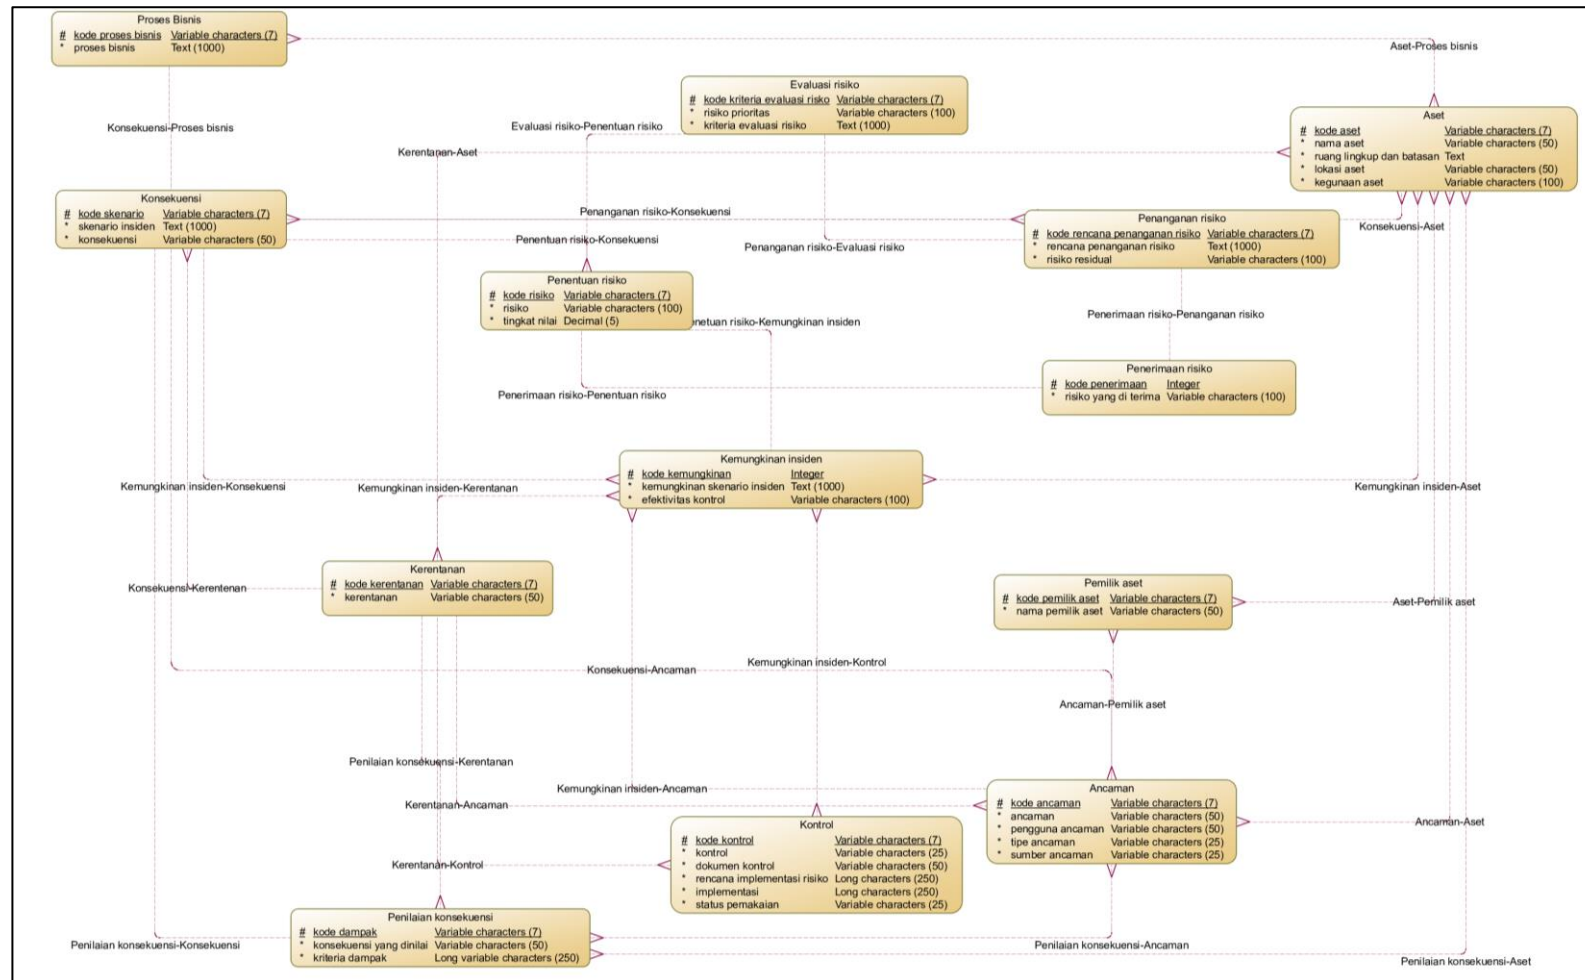 Proses Bisnis
# kode proses bisnis Variable characters (7)
* proses bisnis Text (1000)
Aset-Proses bisnis
Evaluasi risiko
# kode kriteria evaluasi risko Variable characters (7)
* risiko prioritas Variable characters (100)
* kriteria evaluasi risiko Text (1000)
Konsekuensi-Proses bisnis
Evaluasi risiko-Penentuan risiko
Kerentanan-Aset
Aset
# kode aset Variable characters (7)
* nama aset Variable characters (50)
* ruang lingkup dan batasan Text
* lokasi aset Variable characters (50)
* kegunaan aset Variable characters (100)
Konsekuensi
# kode skenario Variable characters (7)
* skenario insiden Text (1000)
* konsekuensi Variable characters (50)
Penanganan risiko-Konsekuensi
Penentuan risiko-Konsekuensi
Penanganan risiko-Evaluasi risiko
Penanganan risiko
# kode rencana penanganan risiko Variable characters (7)
* rencana penanganan risiko Text (1000)
* risiko residual Variable characters (100)
Konsekuensi-Aset
Penentuan risiko
# kode risiko Variable characters (7)
* risiko Variable characters (100)
* tingkat nilai Decimal (5)
netuan risiko-Kemungkinan insiden
Penerimaan risiko-Penanganan risiko
Penerimaan risiko
# kode penerimaan Integer
* risiko yang di terima Variable characters (100)
Penerimaan risiko-Penentuan risiko
Kemungkinan insiden
# kode kemungkinan Integer
* kemungkinan skenario insiden Text (1000)
* efektivitas kontrol Variable characters (100)
Kemungkinan insiden-Konsekuensi
Kemungkinan insiden-Kerentanan
Kemungkinan insiden-Aset
Kerentanan
# kode kerentanan Variable characters (7)
* kerentanan Variable characters (50)
Konsekuensi-Kerentenan
Pemilik aset
# kode pemilik aset Variable characters (7)
* nama pemilik aset Variable characters (50)
Aset-Pemilik aset
Konsekuensi-Ancaman
Kemungkinan insiden-Kontrol
Ancaman-Pemilik aset
Penilaian konsekuensi-Kerentanan
Kemungkinan insiden-Ancaman
Kerentanan-Ancaman
Ancaman
# kode ancaman Variable characters (7)
* ancaman Variable characters (50)
* pengguna ancaman Variable characters (50)
* tipe ancaman Variable characters (25)
* sumber ancaman Variable characters (25)
Ancaman-Aset
Kontrol
# kode kontrol Variable characters (7)
* kontrol Variable characters (25)
* dokumen kontrol Variable characters (50)
* rencana implementasi risiko Long characters (250)
* implementasi Long characters (250)
* status pemakaian Variable characters (25)
Kerentanan-Kontrol
Penilaian konsekuensi
# kode dampak Variable characters (7)
* konsekuensi yang dinilai Variable characters (50)
* kriteria dampak Long variable characters (250)
Penilaian konsekuensi-Konsekuensi
Penilaian konsekuensi-Ancaman
Penilaian konsekuensi-Aset